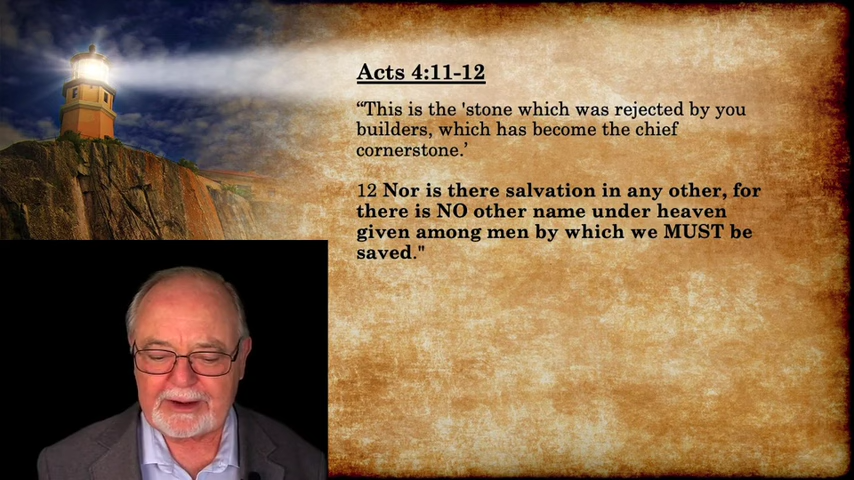 Acts 4:11-12
“This is the 'stone which was rejected by you
builders, which has become the chief
cornerstone.’
12 Nor is there salvation in any other, for
there is NO other name under heaven
given among men by which we MUST be
saved."